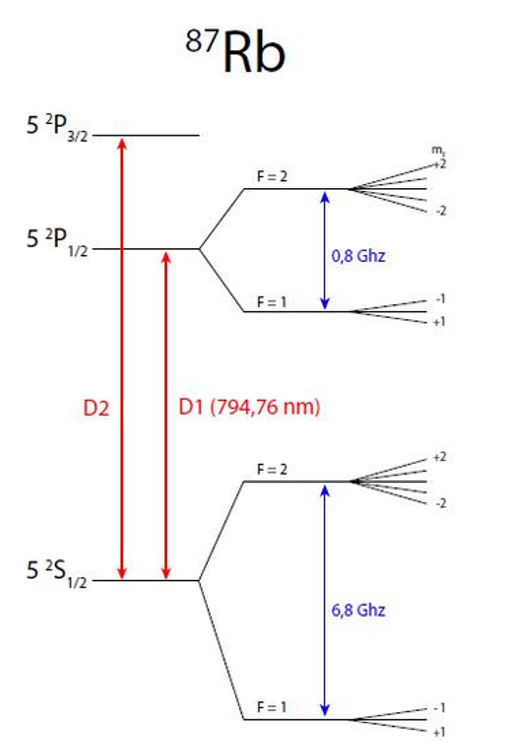 ⁸⁷Rb
5 ²P₃/₂
5 ²P₁/₂
F = 2
mF
+2
-2
0,8 Ghz
F = 1
-1
+1
D2
D1 (794,76 nm)
F = 2
+2
-2
5 ²S₁/₂
6,8 Ghz
F = 1
-1
+1